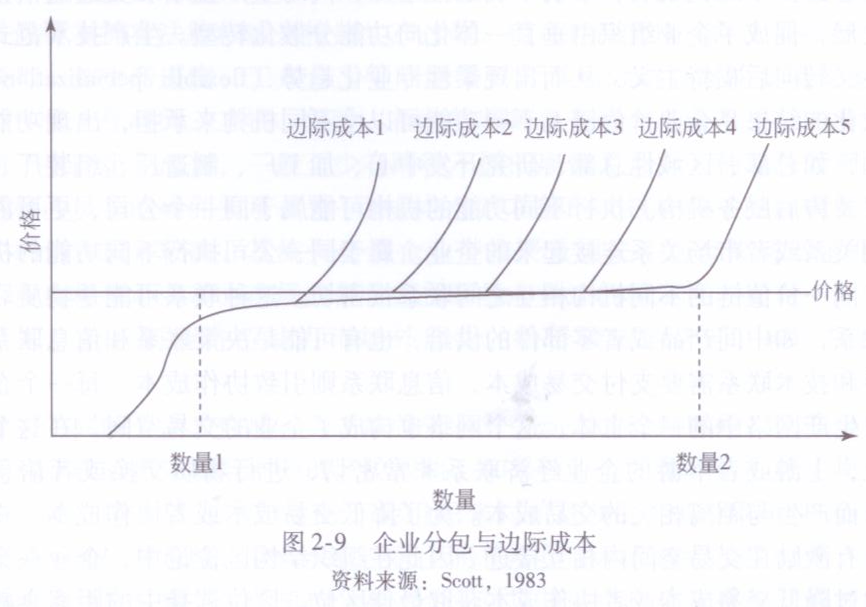 边际成本1 边际成本2 边际成本3 边际成本4 边际成本5
价格
价格
数量1 数量2
数量
图 2-9 企业分包与边际成本
资料来源：Scott，1983